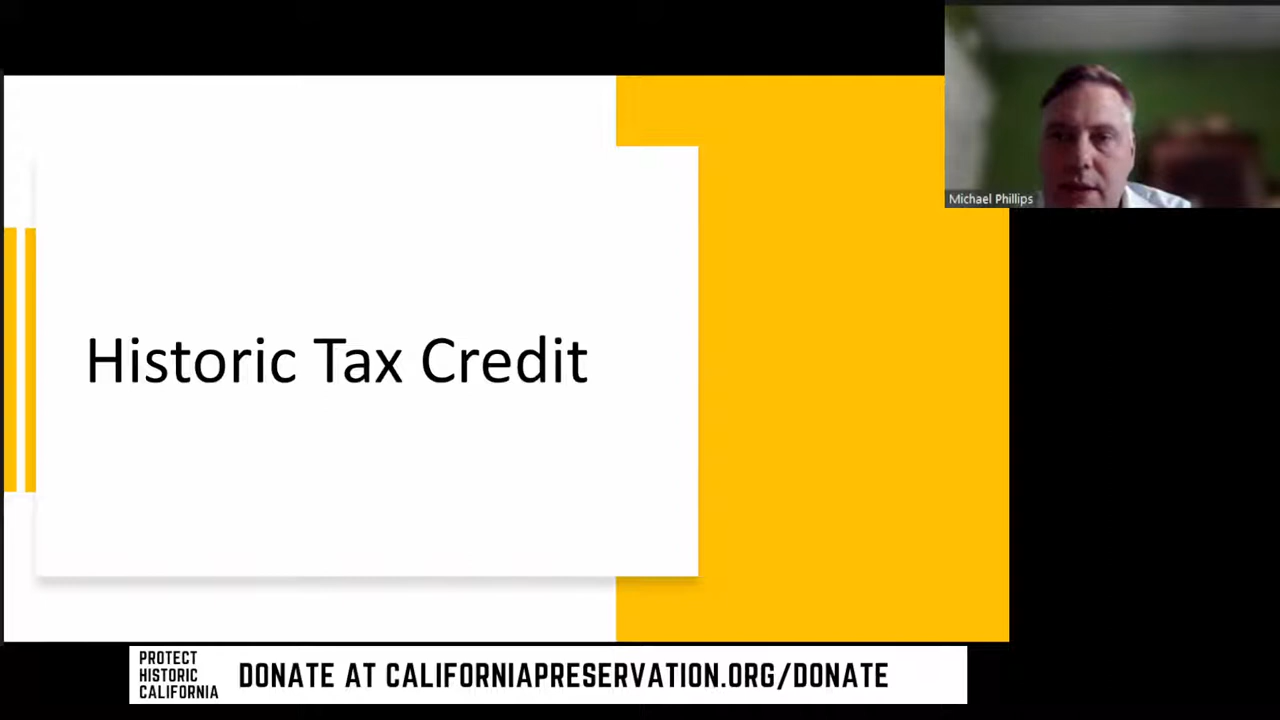 Michael Phillips
Historic Tax Credit
PROTECT
HISTORIC
CALIFORNIA
DONATE AT CALIFORNIAPRESERVATION.ORG/DONATE